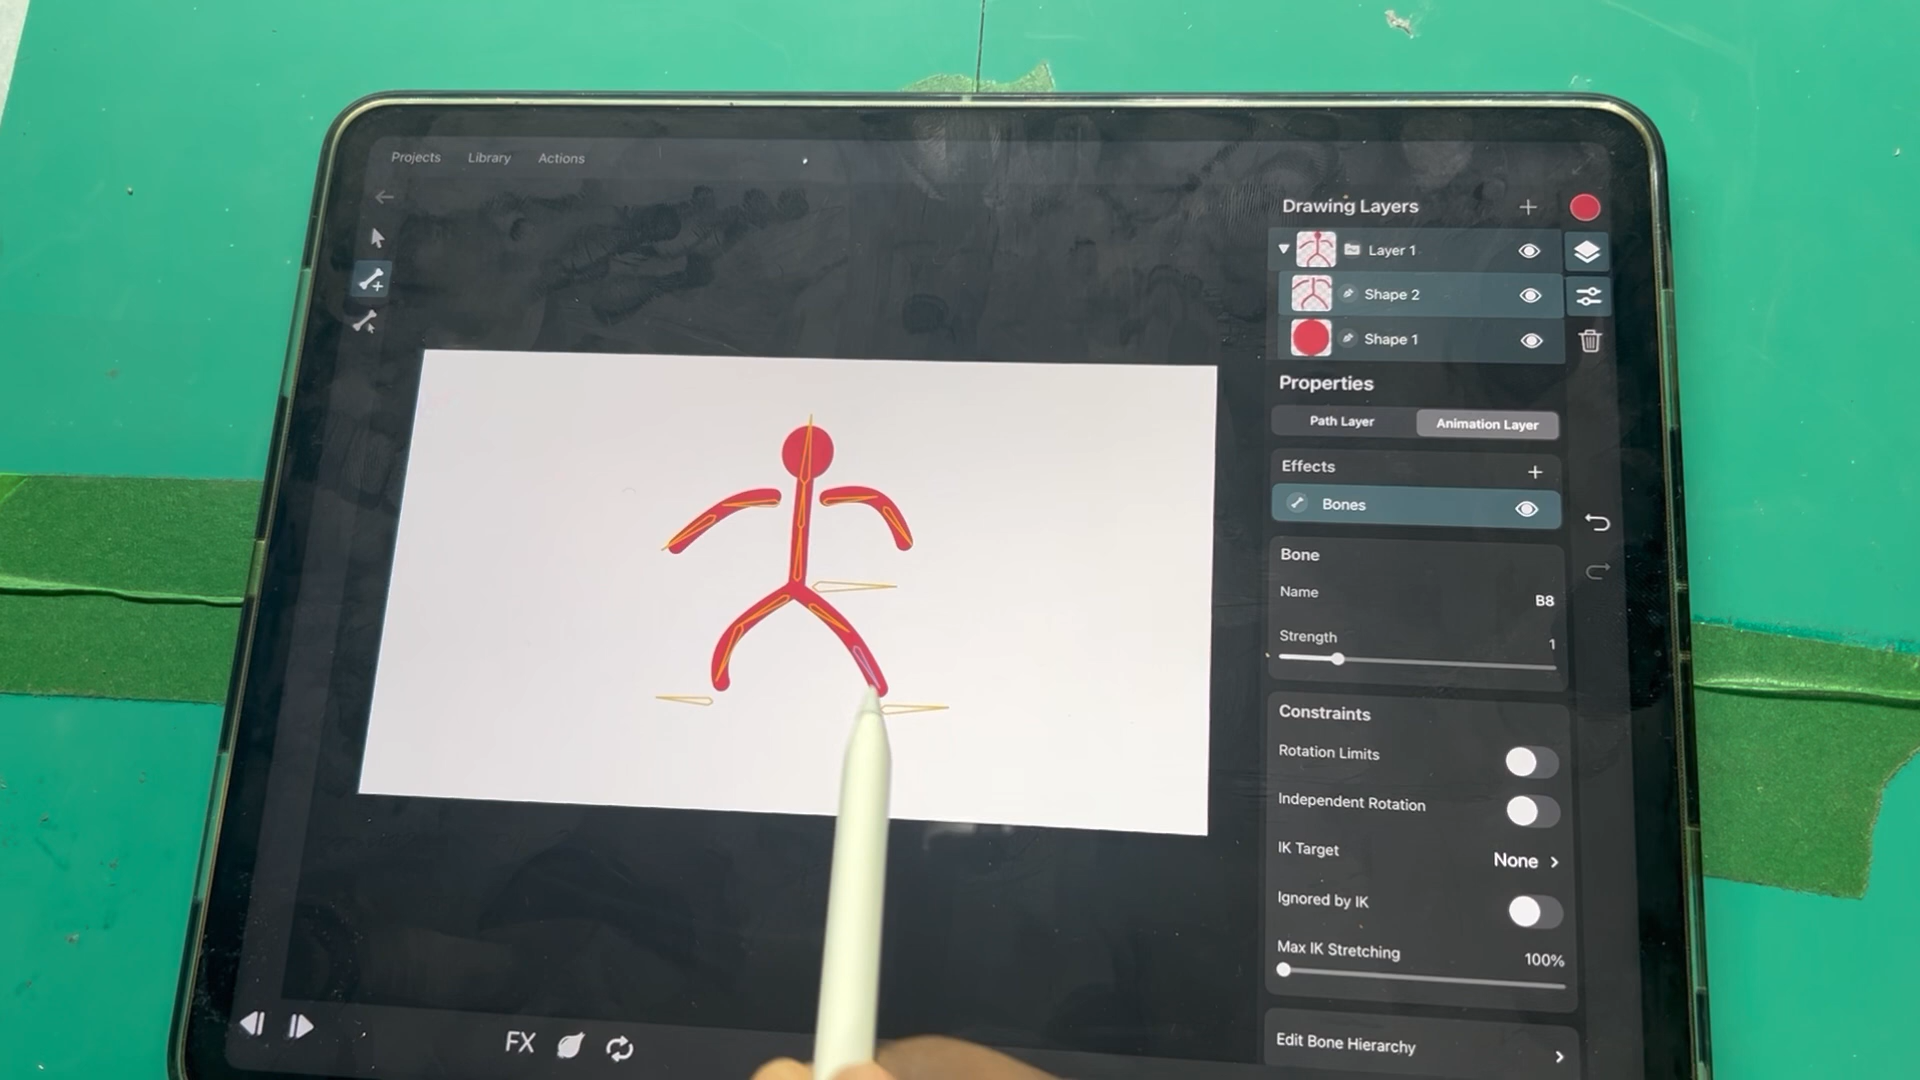 Projects Library Actions
Drawing Layers
Layer 1
Shape 2
Shape 1
Properties
Path Layer Animation Layer
Effects
Bones
Bone
Name B8
Strength 1
Constraints
Rotation Limits
Independent Rotation
IK Target None
Ignored by IK
Max IK Stretching 100%
FX
Edit Bone Hierarchy